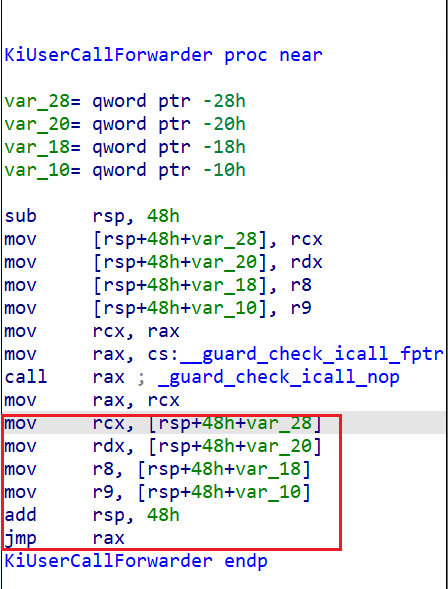 KiUserCallForwarder proc near
var_28= qword ptr -28h
var_20= qword ptr -20h
var_18= qword ptr -18h
var_10= qword ptr -10h
sub rsp, 48h
mov [rsp+48h+var_28], rcx
mov [rsp+48h+var_20], rdx
mov [rsp+48h+var_18], r8
mov [rsp+48h+var_10], r9
mov rcx, rax
mov rax, cs:__guard_check_icall_fptr
call rax ; _guard_check_icall_nop
mov rax, rcx
mov rcx, [rsp+48h+var_28]
mov rdx, [rsp+48h+var_20]
mov r8, [rsp+48h+var_18]
mov r9, [rsp+48h+var_10]
add rsp, 48h
jmp rax
KiUserCallForwarder endp